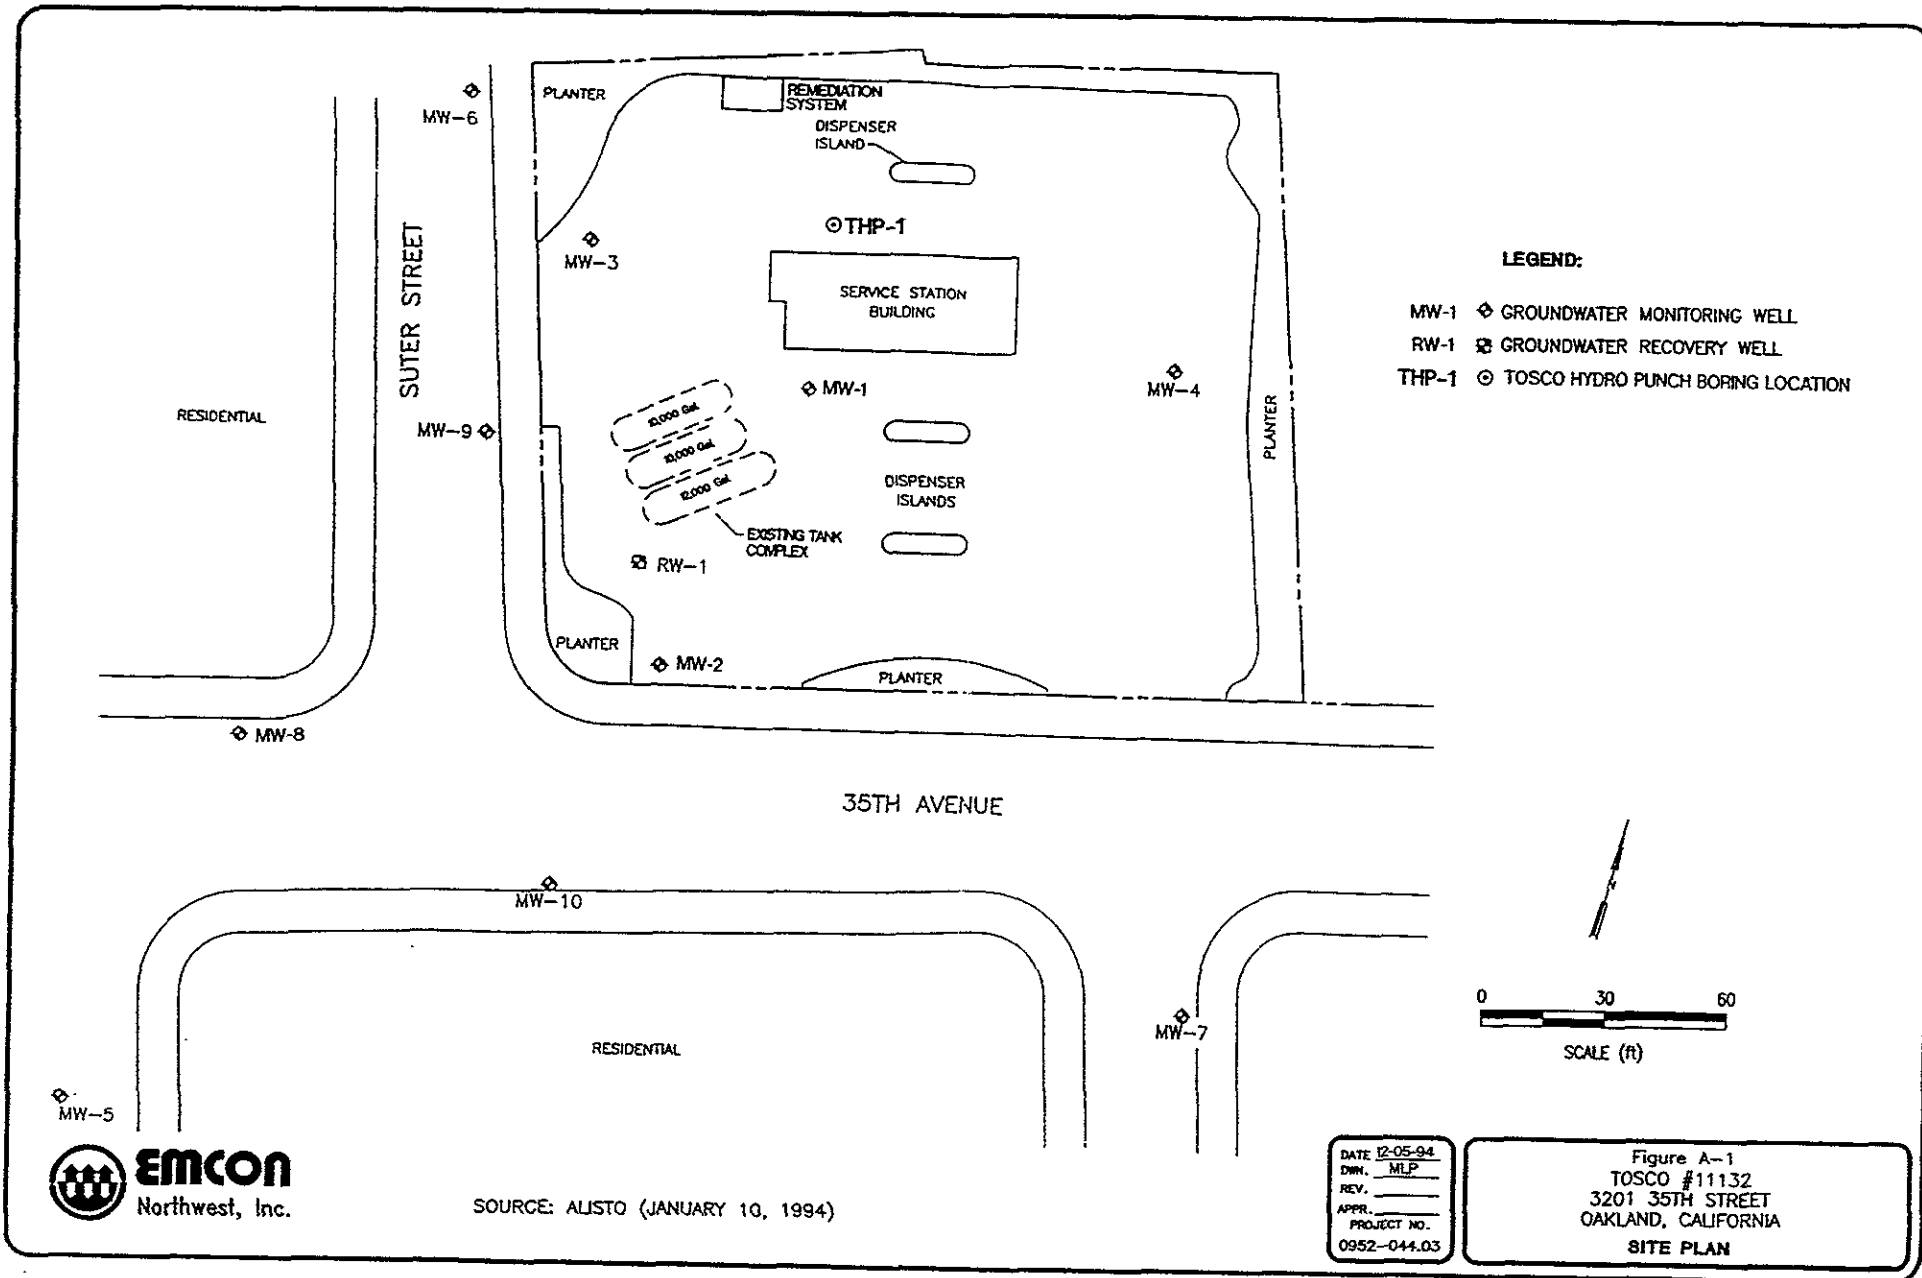 MW-6
PLANTER
REMEDIATION
SYSTEM
DISPENSER
ISLAND
THP-1
MW-3
SUTER STREET
SERVICE STATION
BUILDING
LEGEND:
MW-1 GROUNDWATER MONITORING WELL
RW-1 GROUNDWATER RECOVERY WELL
THP-1 TOSCO HYDRO PUNCH BORING LOCATION
RESIDENTIAL
MW-9
10,000 Gal.
10,000 Gal.
12,000 Gal.
MW-1
MW-4
PLANTER
DISPENSER
ISLANDS
EXISTING TANK
COMPLEX
RW-1
PLANTER
MW-2
PLANTER
MW-8
35TH AVENUE
MW-10
N
RESIDENTIAL
MW-7
0 30 60
SCALE (ft)
MW-5
EMCON
Northwest, Inc.
SOURCE: ALISTO (JANUARY 10, 1994)
DATE 12-05-94
DWN. MLP
REV.
APPR.
PROJECT NO.
0952-044.03
Figure A-1
TOSCO #11132
3201 35TH STREET
OAKLAND, CALIFORNIA
SITE PLAN